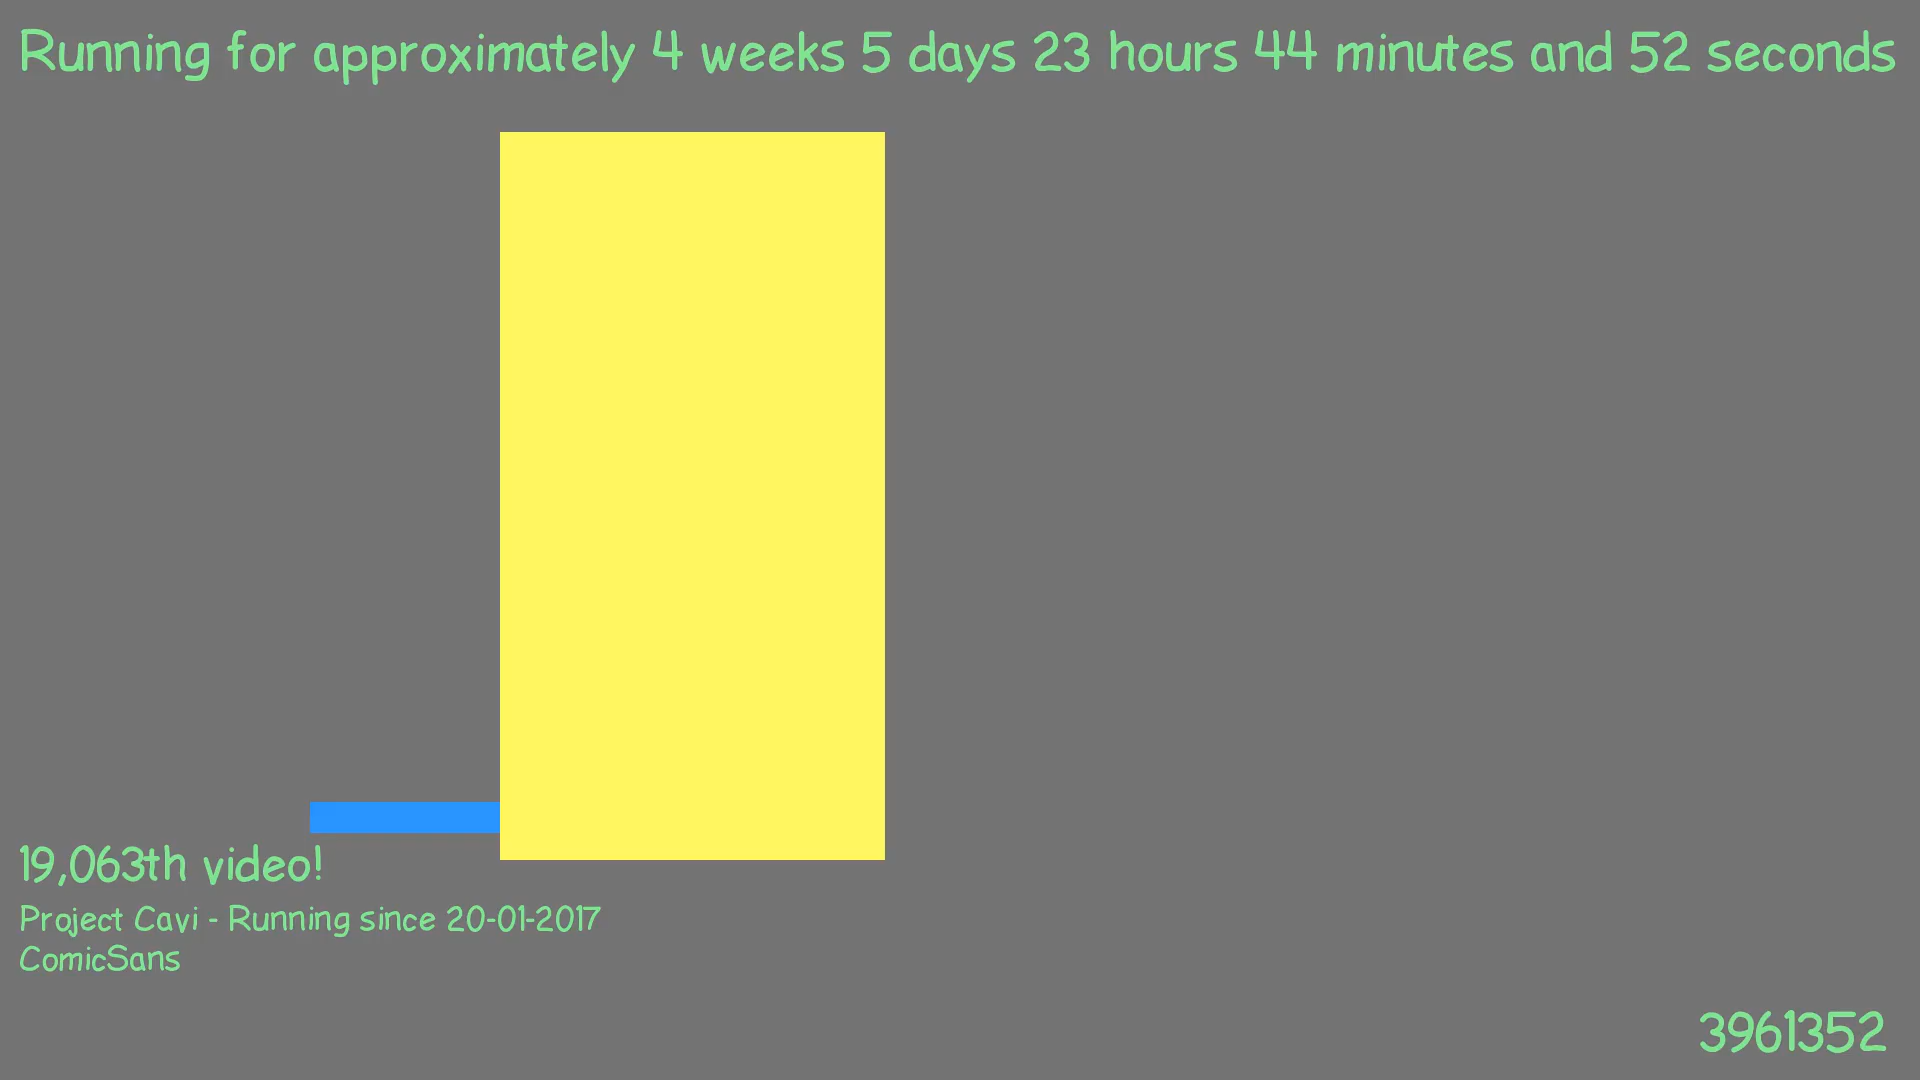 Running for approximately 4 weeks 5 days 23 hours 44 minutes and 52 seconds
19,063th video!
Project Cavi - Running since 20-01-2017
ComicSans
3961352